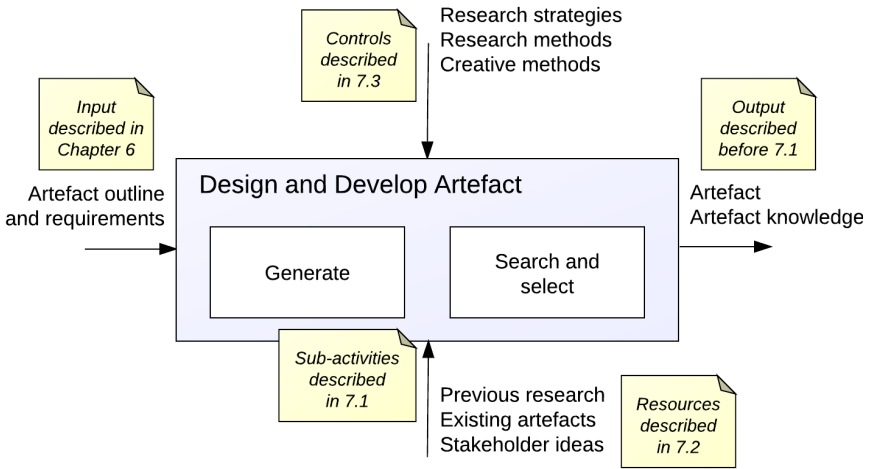 Controls
described
in 7.3
Research strategies
Research methods
Creative methods
Input
described in
Chapter 6
Output
described
before 7.1
Artefact outline
and requirements
Design and Develop Artefact
Generate
Search and
select
Artefact
Artefact knowledge
Sub-activities
described
in 7.1
Previous research
Existing artefacts
Stakeholder ideas
Resources
described
in 7.2